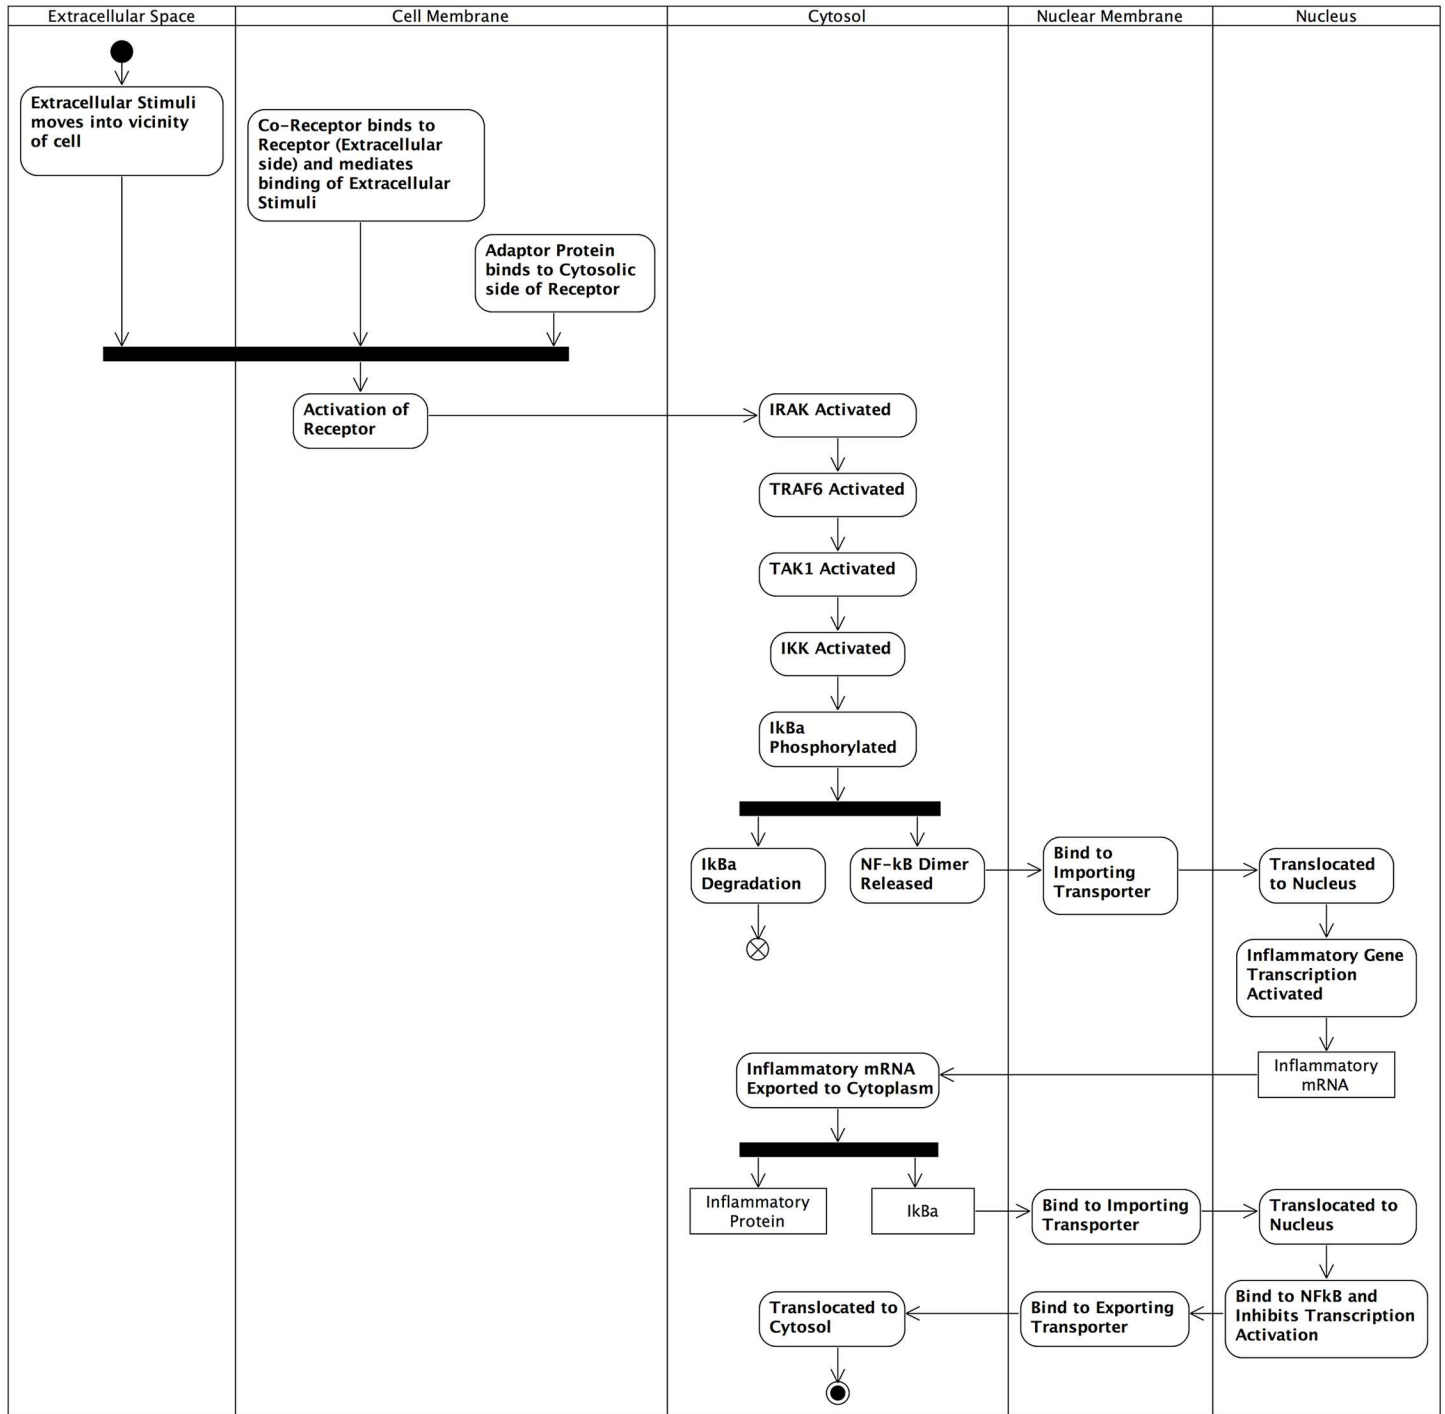 Extracellular Space
Cell Membrane
Cytosol
Nuclear Membrane
Nucleus
Extracellular Stimuli
moves into vicinity
of cell
Co-Receptor binds to
Receptor (Extracellular
side) and mediates
binding of Extracellular
Stimuli
Adaptor Protein
binds to Cytosolic
side of Receptor
Activation of
Receptor
IRAK Activated
TRAF6 Activated
TAK1 Activated
IKK Activated
IkBa
Phosphorylated
IkBa
Degradation
NF-kB Dimer
Released
Bind to
Importing
Transporter
Translocated
to Nucleus
Inflammatory Gene
Transcription
Activated
Inflammatory
mRNA
Inflammatory mRNA
Exported to Cytoplasm
Inflammatory
Protein
IkBa
Bind to Importing
Transporter
Translocated to
Nucleus
Bind to NFkB and
Inhibits Transcription
Activation
Bind to Exporting
Transporter
Translocated to
Cytosol